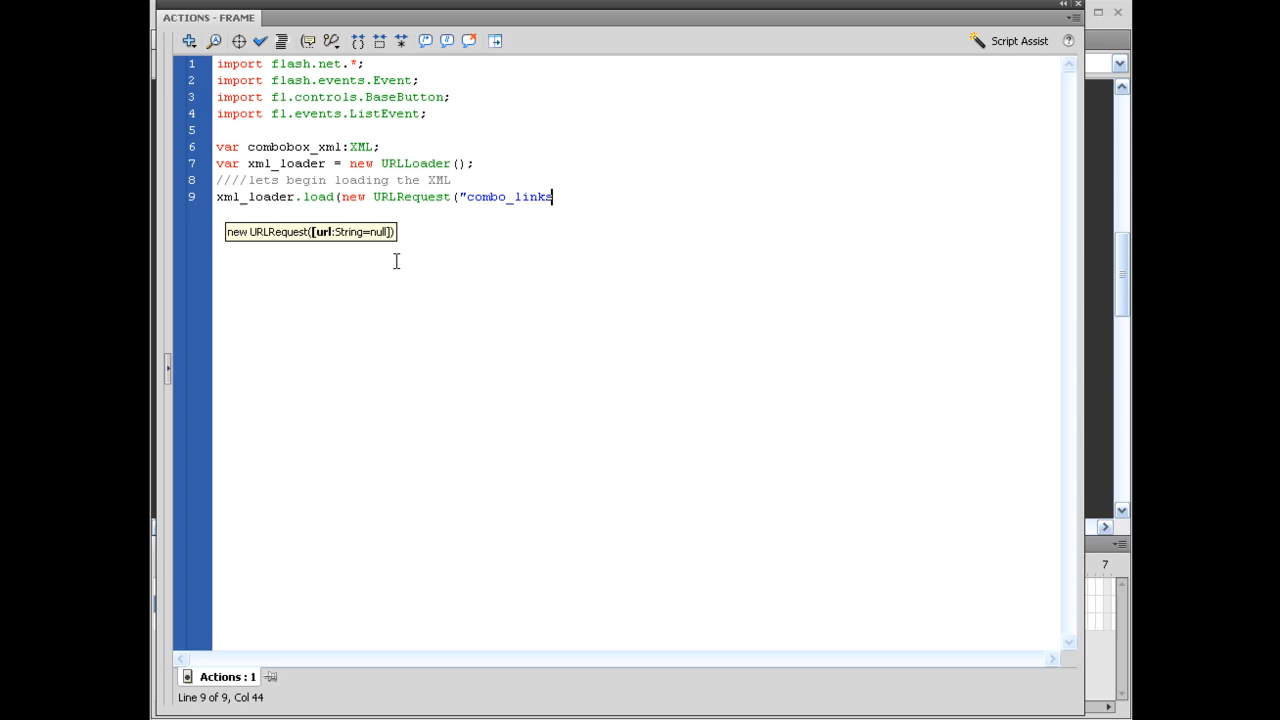 ACTIONS - FRAME
Script Assist
1 import flash.net.*;
2 import flash.events.Event;
3 import fl.controls.BaseButton;
4 import fl.events.ListEvent;
5
6 var combobox_xml:XML;
7 var xml_loader = new URLLoader();
8 ////lets begin loading the XML
9 xml_loader.load(new URLRequest("combo_links
new URLRequest([url:String=null])
7
Actions : 1
Line 9 of 9, Col 44